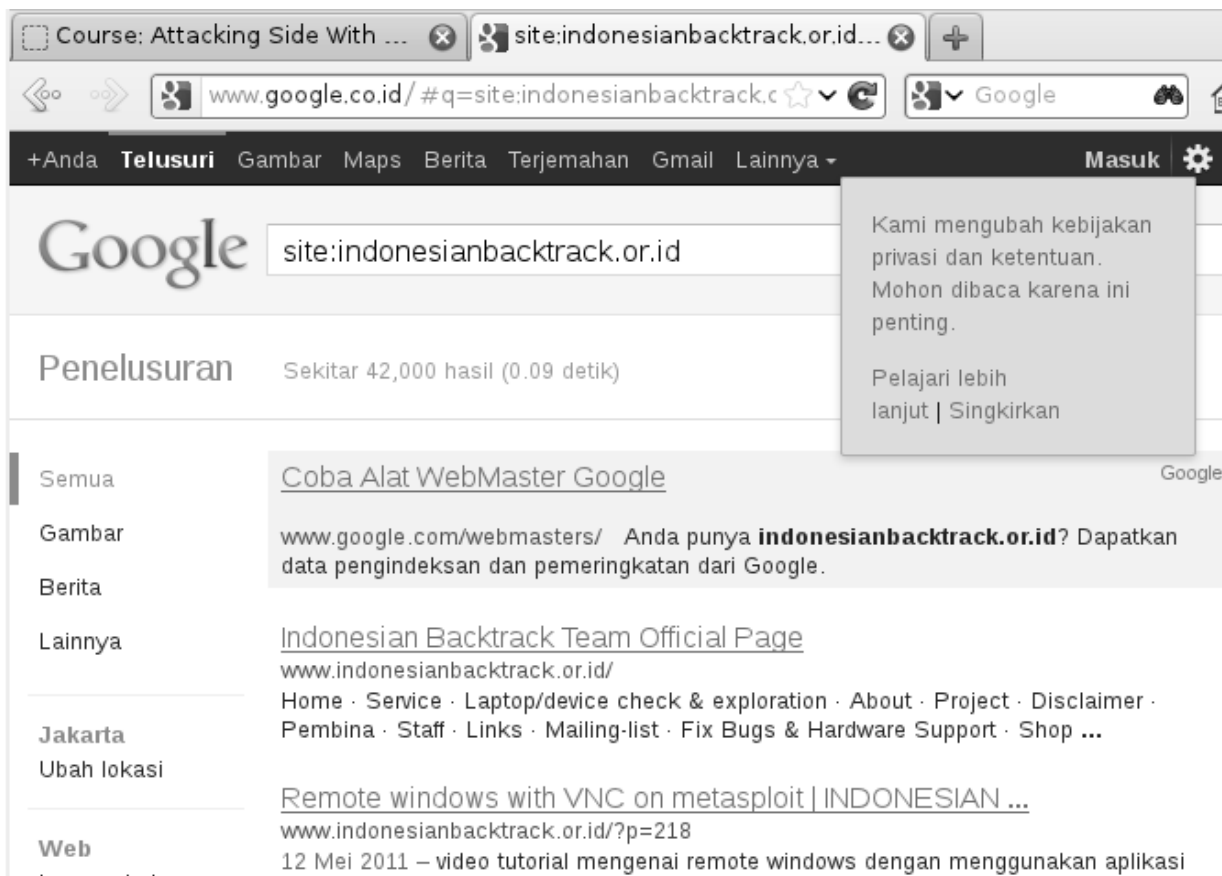 Course: Attacking Side With ...
site:indonesianbacktrack.or.id...
www.google.co.id/#q=site:indonesianbacktrack.c
Google
+Anda Telusuri Gambar Maps Berita Terjemahan Gmail Lainnya
Masuk
Google
site:indonesianbacktrack.or.id
Kami mengubah kebijakan
privasi dan ketentuan.
Mohon dibaca karena ini
penting.
Pelajari lebih
lanjut | Singkirkan
Penelusuran
Sekitar 42,000 hasil (0.09 detik)
Semua
Gambar
Berita
Lainnya
Jakarta
Ubah lokasi
Web
Coba Alat WebMaster Google
Google
www.google.com/webmasters/ Anda punya indonesianbacktrack.or.id? Dapatkan
data pengindeksan dan pemeringkatan dari Google.
Indonesian Backtrack Team Official Page
www.indonesianbacktrack.or.id/
Home · Service · Laptop/device check & exploration · About · Project · Disclaimer ·
Pembina · Staff · Links · Mailing-list · Fix Bugs & Hardware Support · Shop ...
Remote windows with VNC on metasploit | INDONESIAN ...
www.indonesianbacktrack.or.id/?p=218
12 Mei 2011 – video tutorial mengenai remote windows dengan menggunakan aplikasi